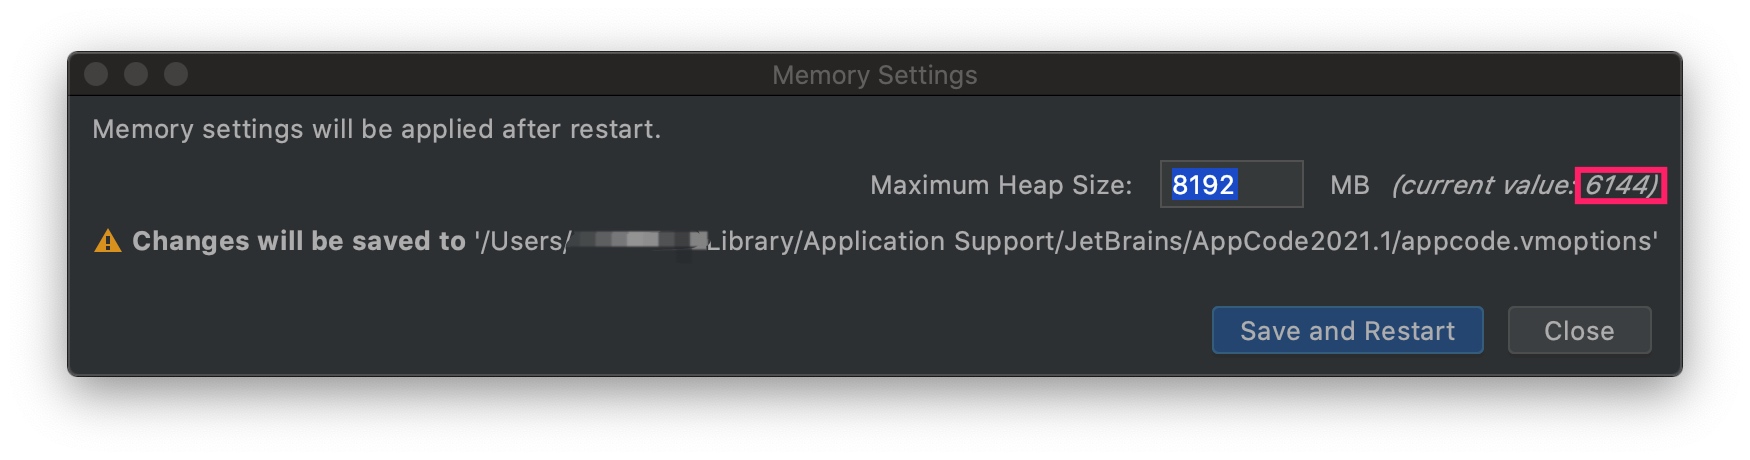 Memory Settings
Memory settings will be applied after restart.
Maximum Heap Size: 8192 MB (current value: 6144)
Changes will be saved to '/Users/ Library/Application Support/JetBrains/AppCode2021.1/appcode.vmoptions'
Save and Restart Close